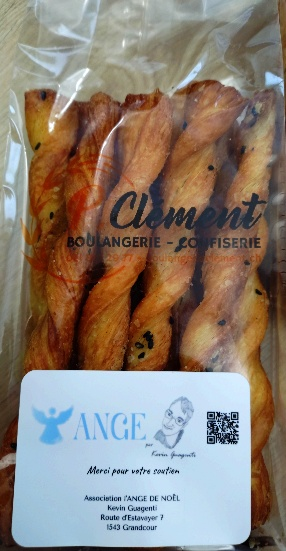 Clément
BOULANGERIE - CONFISERIE
ANGE
par
Kevin Guagenti
Merci pour votre soutien
Association l'ANGE DE NOËL
Kevin Guagenti
Route d'Estavayer 7
1543 Grandcour